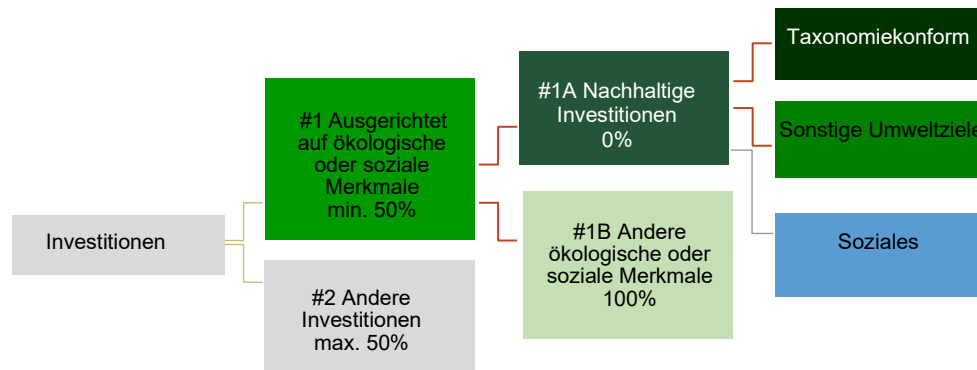 Investitionen
#1 Ausgerichtet
auf ökologische
oder soziale
Merkmale
min. 50%
#2 Andere
Investitionen
max. 50%
#1A Nachhaltige
Investitionen
0%
#1B Andere
ökologische oder
soziale Merkmale
100%
Taxonomiekonform
Sonstige Umweltziele
Soziales